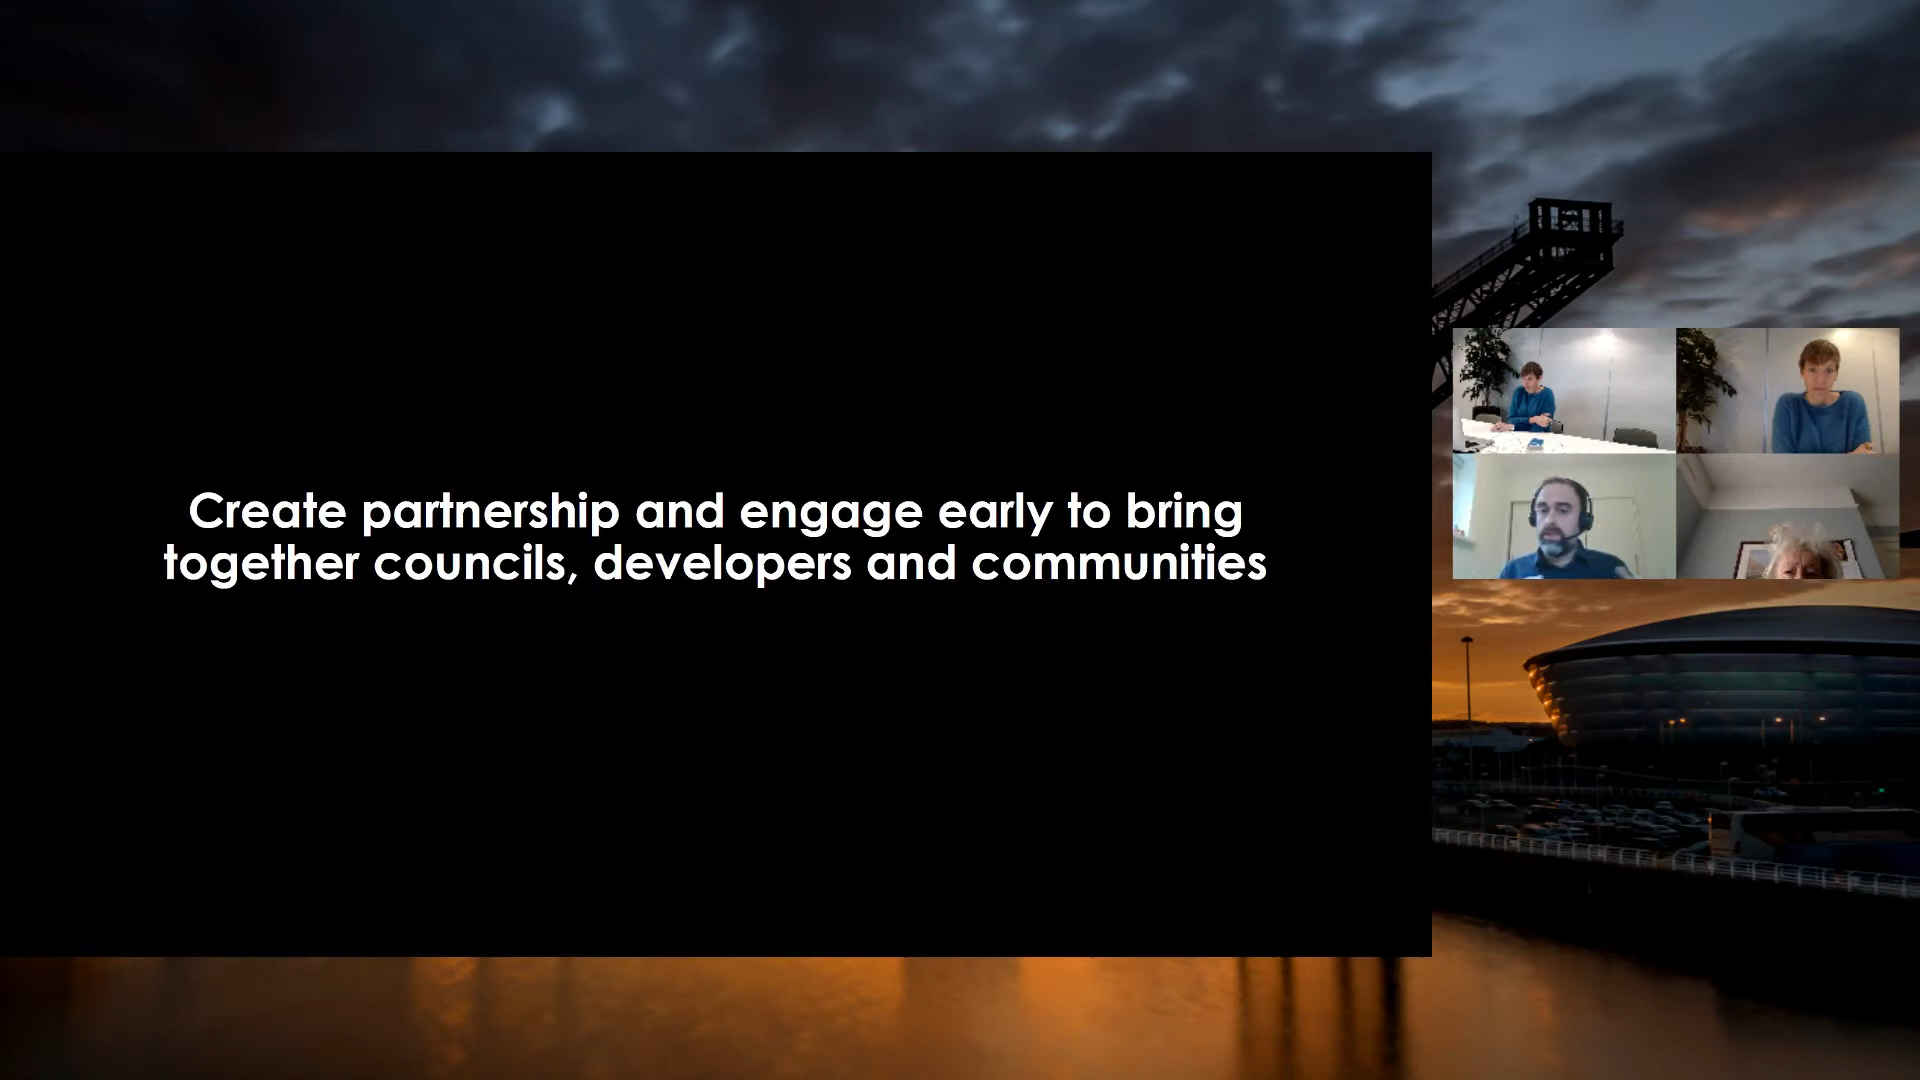 Create partnership and engage early to bring
together councils, developers and communities